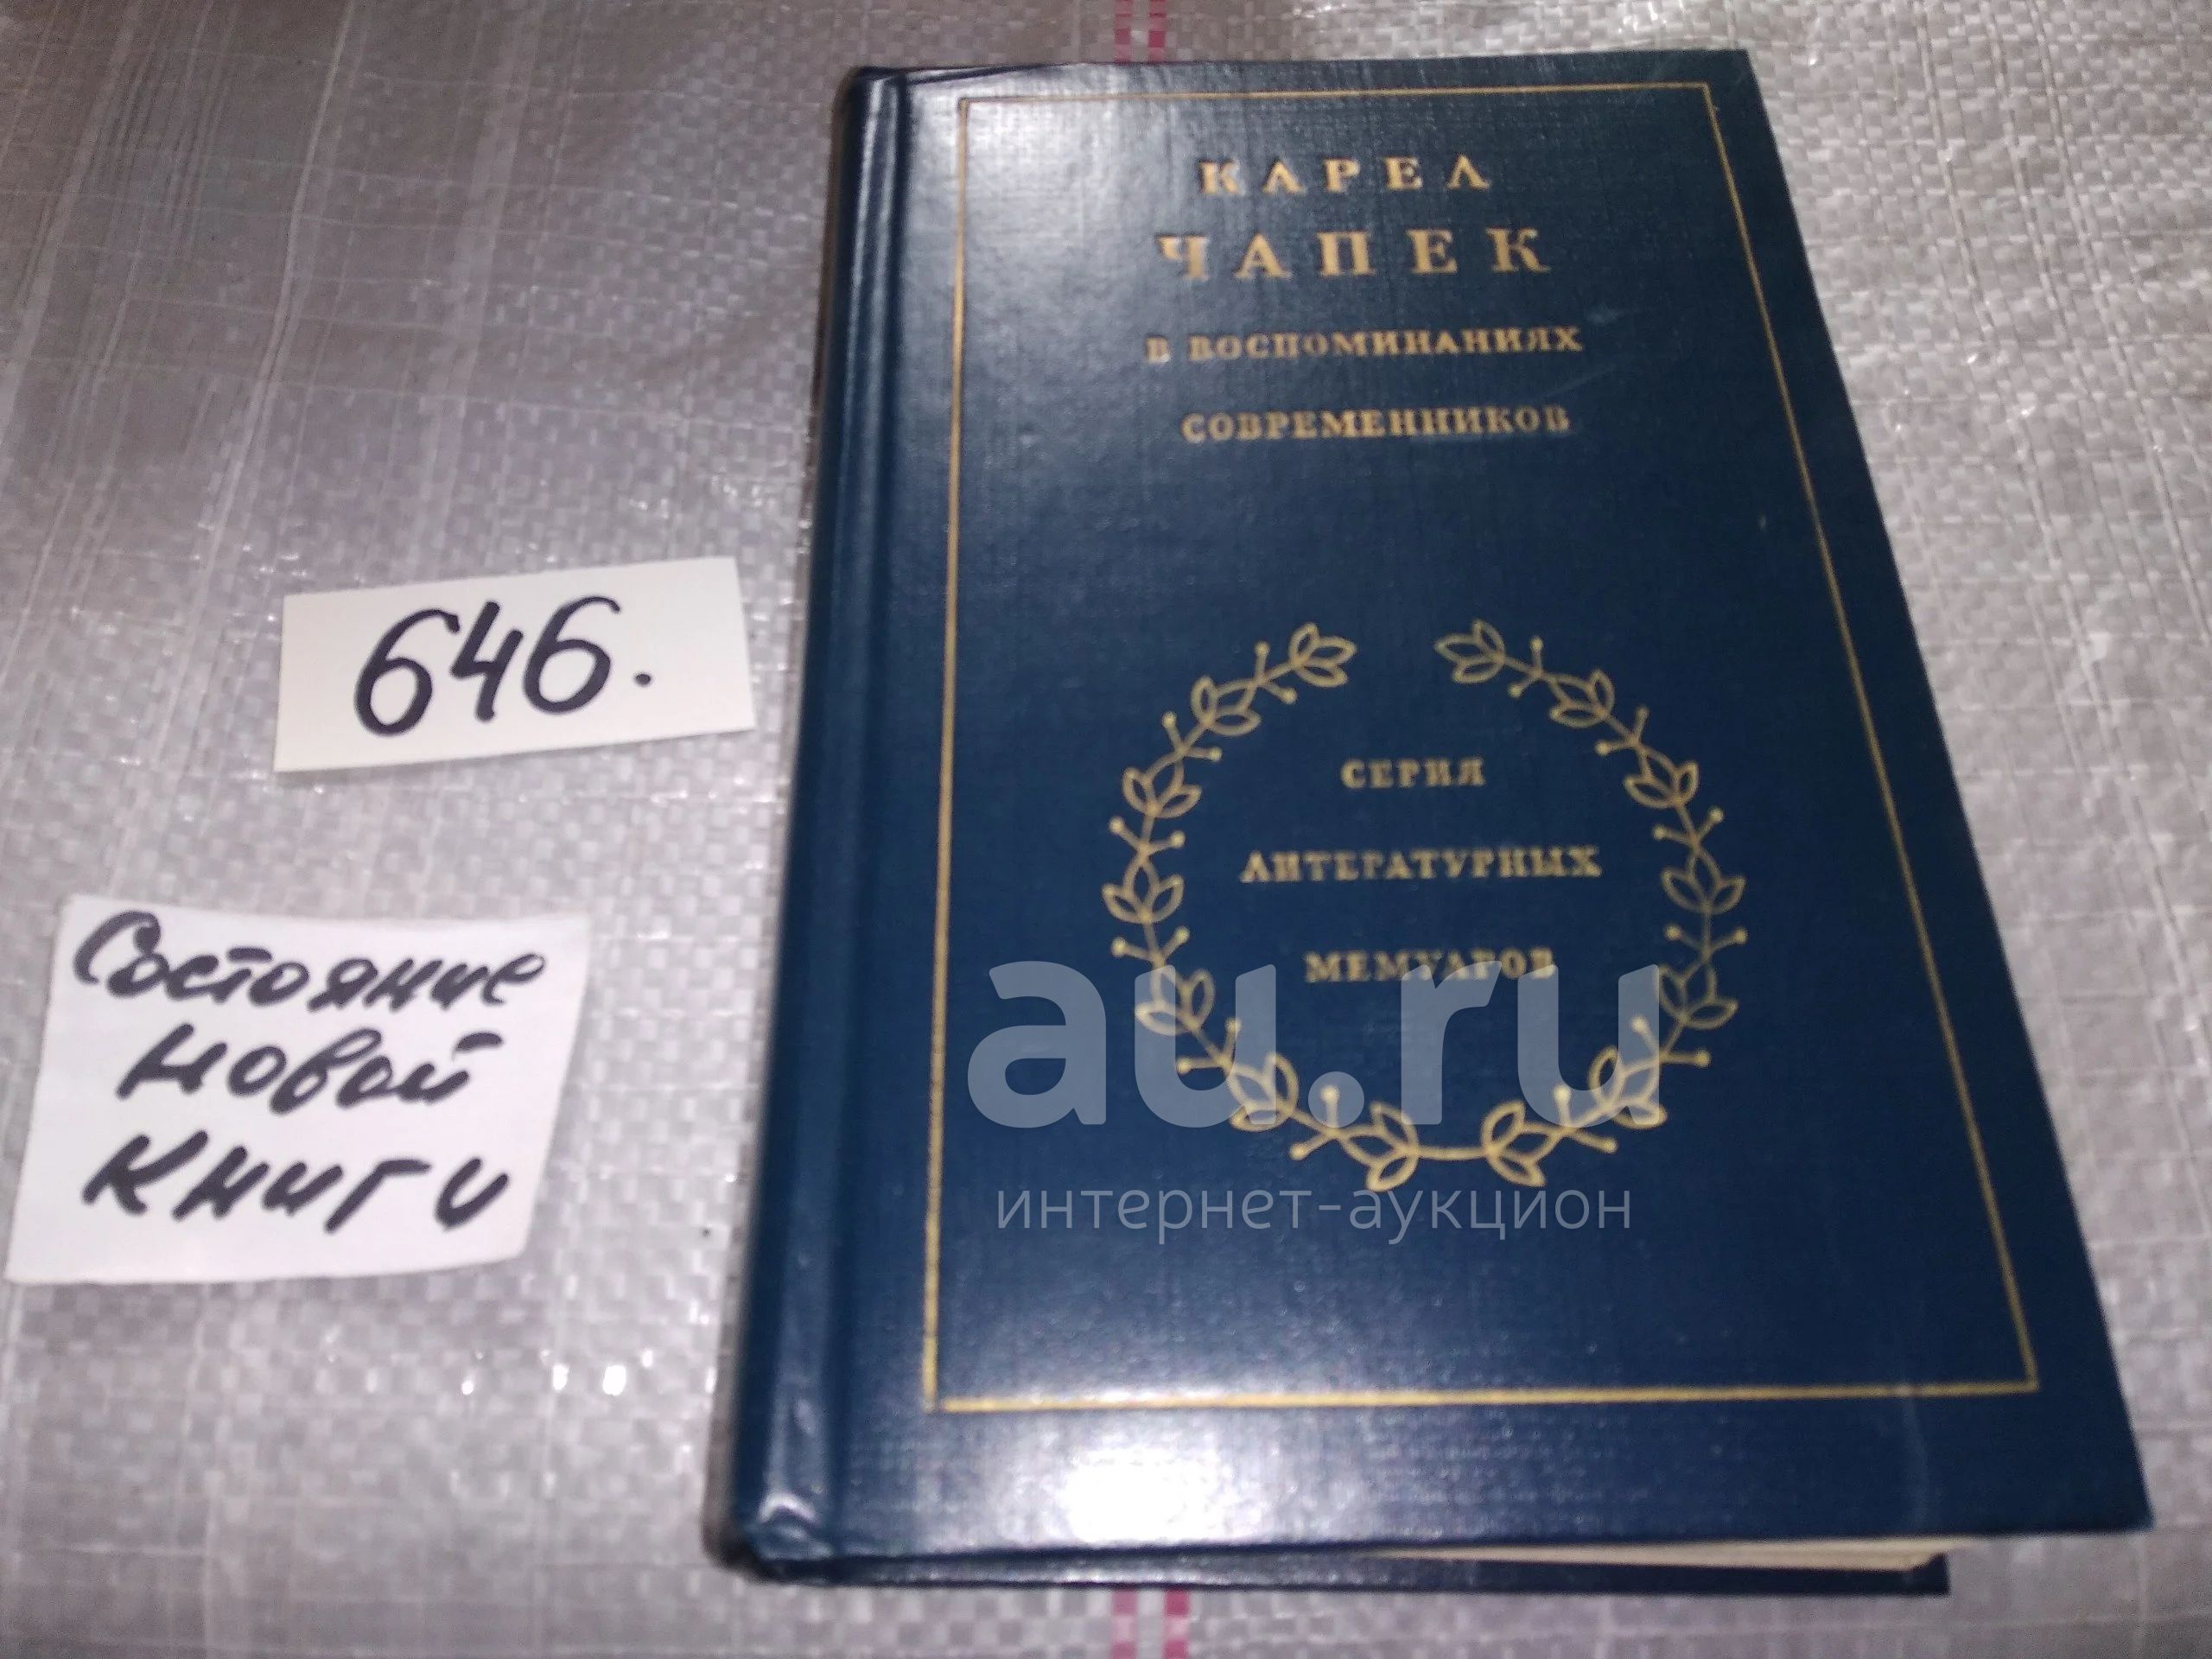 КАРЕЛ
ЧАПЕК
В ВОСПОМИНАНИЯХ
СОВРЕМЕННИКОВ
646.
СЕРИЯ
ЛИТЕРАТУРНЫХ
МЕМУАРОВ
Состояние
новой
книги
au.ru
интернет-аукцион